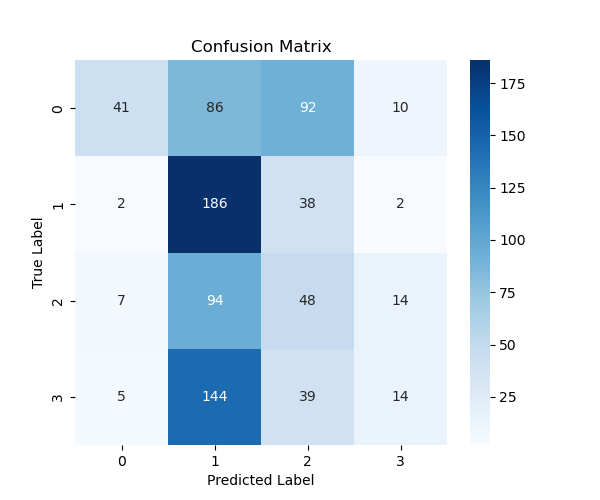 Confusion Matrix
0 41 86 92 10
1 2 186 38 2
2 7 94 48 14
3 5 144 39 14
0 1 2 3
True Label
Predicted Label
175
150
125
100
75
50
25